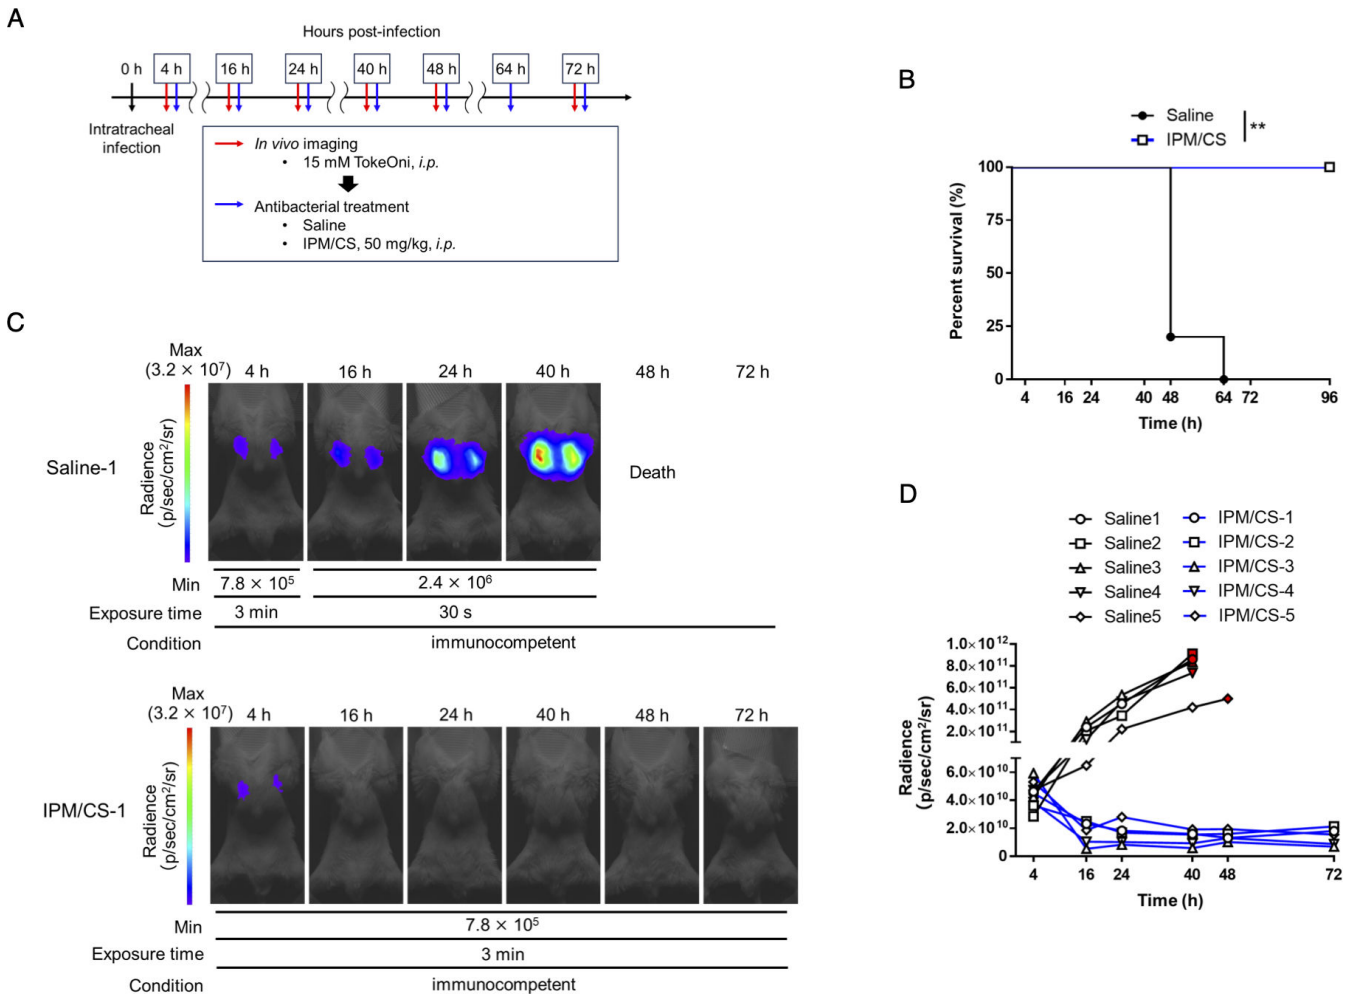 A
Hours post-infection
0 h 4 h 16 h 24 h 40 h 48 h 64 h 72 h
Intratracheal
infection
In vivo imaging
• 15 mM TokeOni, i.p.
Antibacterial treatment
• Saline
• IPM/CS, 50 mg/kg, i.p.
B
Saline
IPM/CS
**
Percent survival (%)
100
75
50
25
0
4 16 24 40 48 64 72 96
Time (h)
C
Max
(3.2 × 10⁷) 4 h 16 h 24 h 40 h 48 h 72 h
Saline-1
Radience
(p/sec/cm²/sr)
Death
Min 7.8 × 10⁵ 2.4 × 10⁶
Exposure time 3 min 30 s
Condition immunocompetent
Max
(3.2 × 10⁷) 4 h 16 h 24 h 40 h 48 h 72 h
IPM/CS-1
Radience
(p/sec/cm²/sr)
Min 7.8 × 10⁵
Exposure time 3 min
Condition immunocompetent
D
Saline1 IPM/CS-1
Saline2 IPM/CS-2
Saline3 IPM/CS-3
Saline4 IPM/CS-4
Saline5 IPM/CS-5
Radience
(p/sec/cm²/sr)
1.0×10¹²
8.0×10¹¹
6.0×10¹¹
4.0×10¹¹
2.0×10¹¹
6.0×10¹⁰
4.0×10¹⁰
2.0×10¹⁰
0
4 16 24 40 48 72
Time (h)